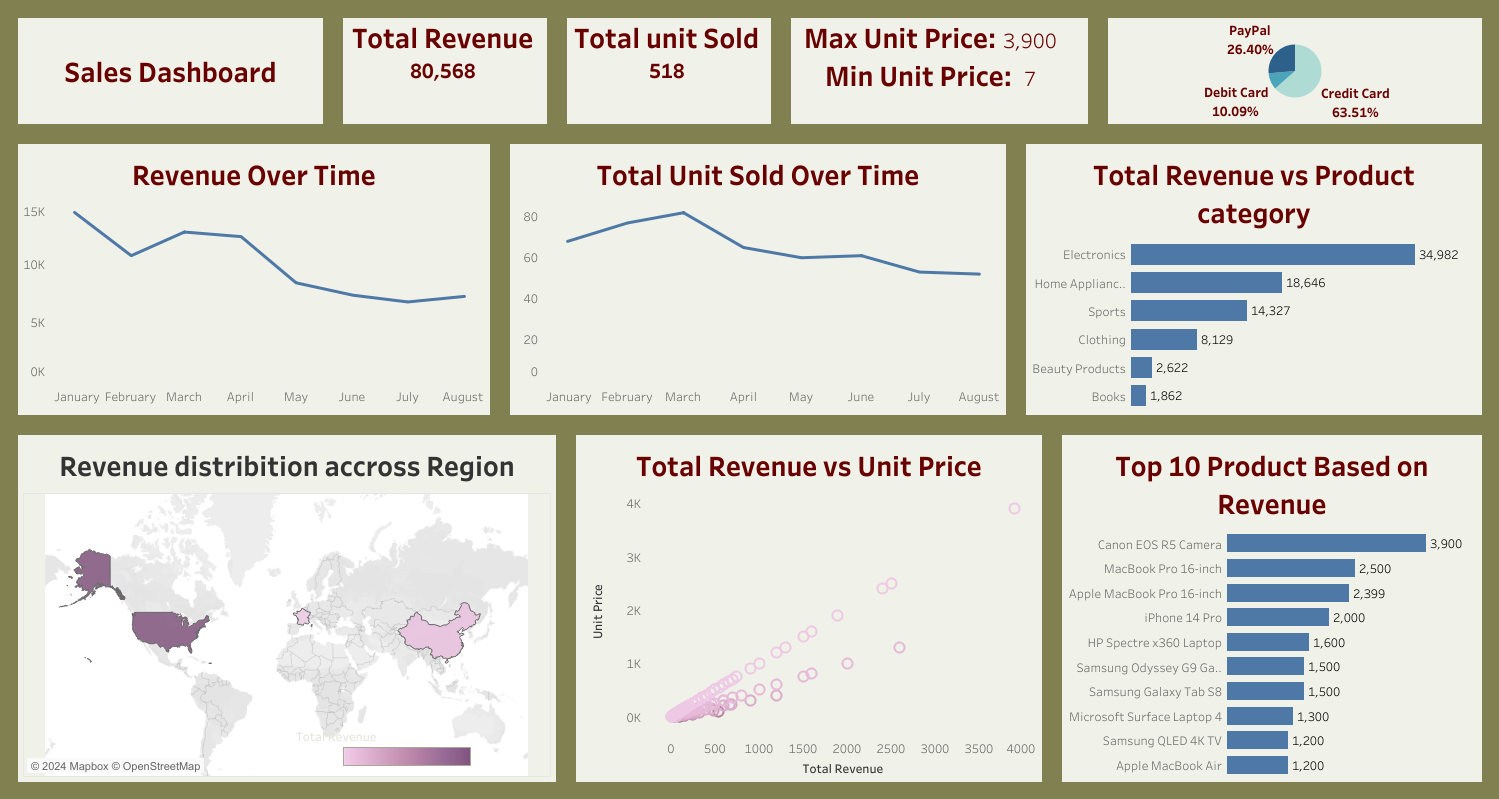 Sales Dashboard
Total Revenue
80,568
Total unit Sold
518
Max Unit Price: 3,900
Min Unit Price: 7
PayPal
26.40%
Debit Card
10.09%
Credit Card
63.51%
Revenue Over Time
15K
10K
5K
0K
January February March April May June July August
Total Unit Sold Over Time
80
60
40
20
0
January February March April May June July August
Total Revenue vs Product
category
Electronics 34,982
Home Applianc.. 18,646
Sports 14,327
Clothing 8,129
Beauty Products 2,622
Books 1,862
Revenue distribition accross Region
Total Revenue
© 2024 Mapbox © OpenStreetMap
Total Revenue vs Unit Price
Unit Price
4K
3K
2K
1K
0K
0 500 1000 1500 2000 2500 3000 3500 4000
Total Revenue
Top 10 Product Based on
Revenue
Canon EOS R5 Camera 3,900
MacBook Pro 16-inch 2,500
Apple MacBook Pro 16-inch 2,399
iPhone 14 Pro 2,000
HP Spectre x360 Laptop 1,600
Samsung Odyssey G9 Ga.. 1,500
Samsung Galaxy Tab S8 1,500
Microsoft Surface Laptop 4 1,300
Samsung QLED 4K TV 1,200
Apple MacBook Air 1,200